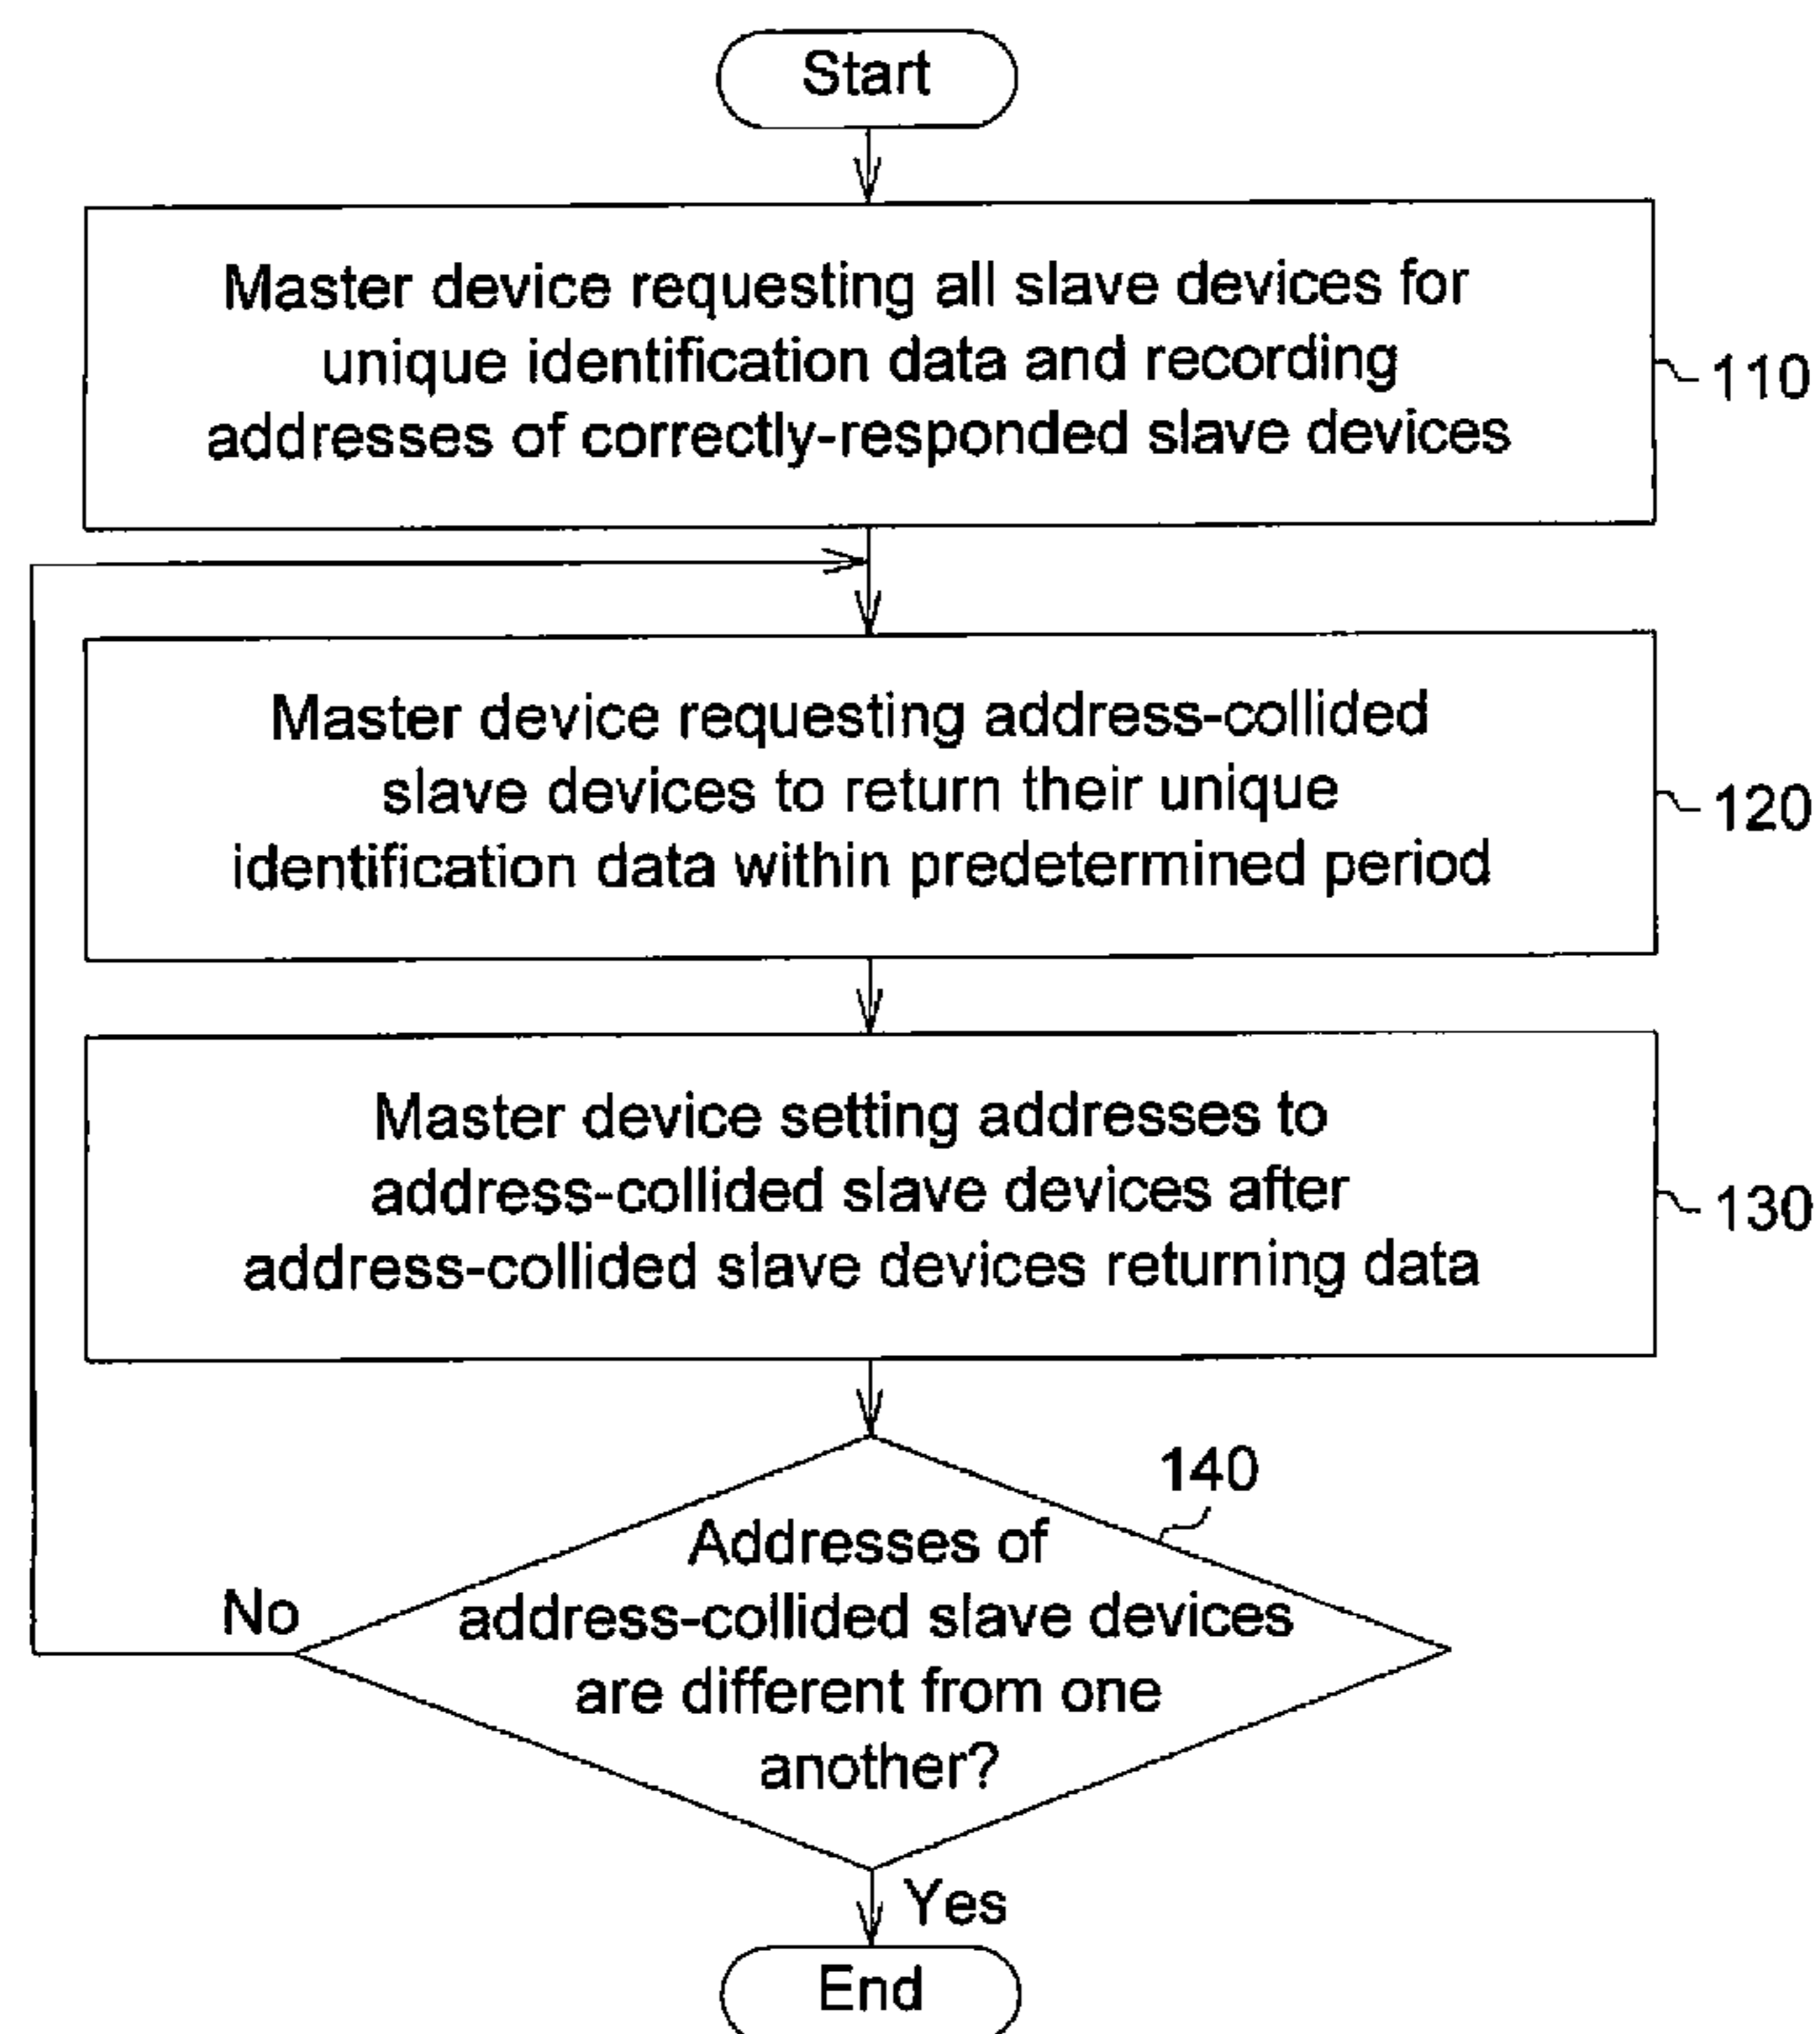 Start
Master device requesting all slave devices for
unique identification data and recording
addresses of correctly-responded slave devices
110
Master device requesting address-collided
slave devices to return their unique
identification data within predetermined period
120
Master device setting addresses to
address-collided slave devices after
address-collided slave devices returning data
130
140
Addresses of
address-collided slave devices
are different from one
another?
No
Yes
End